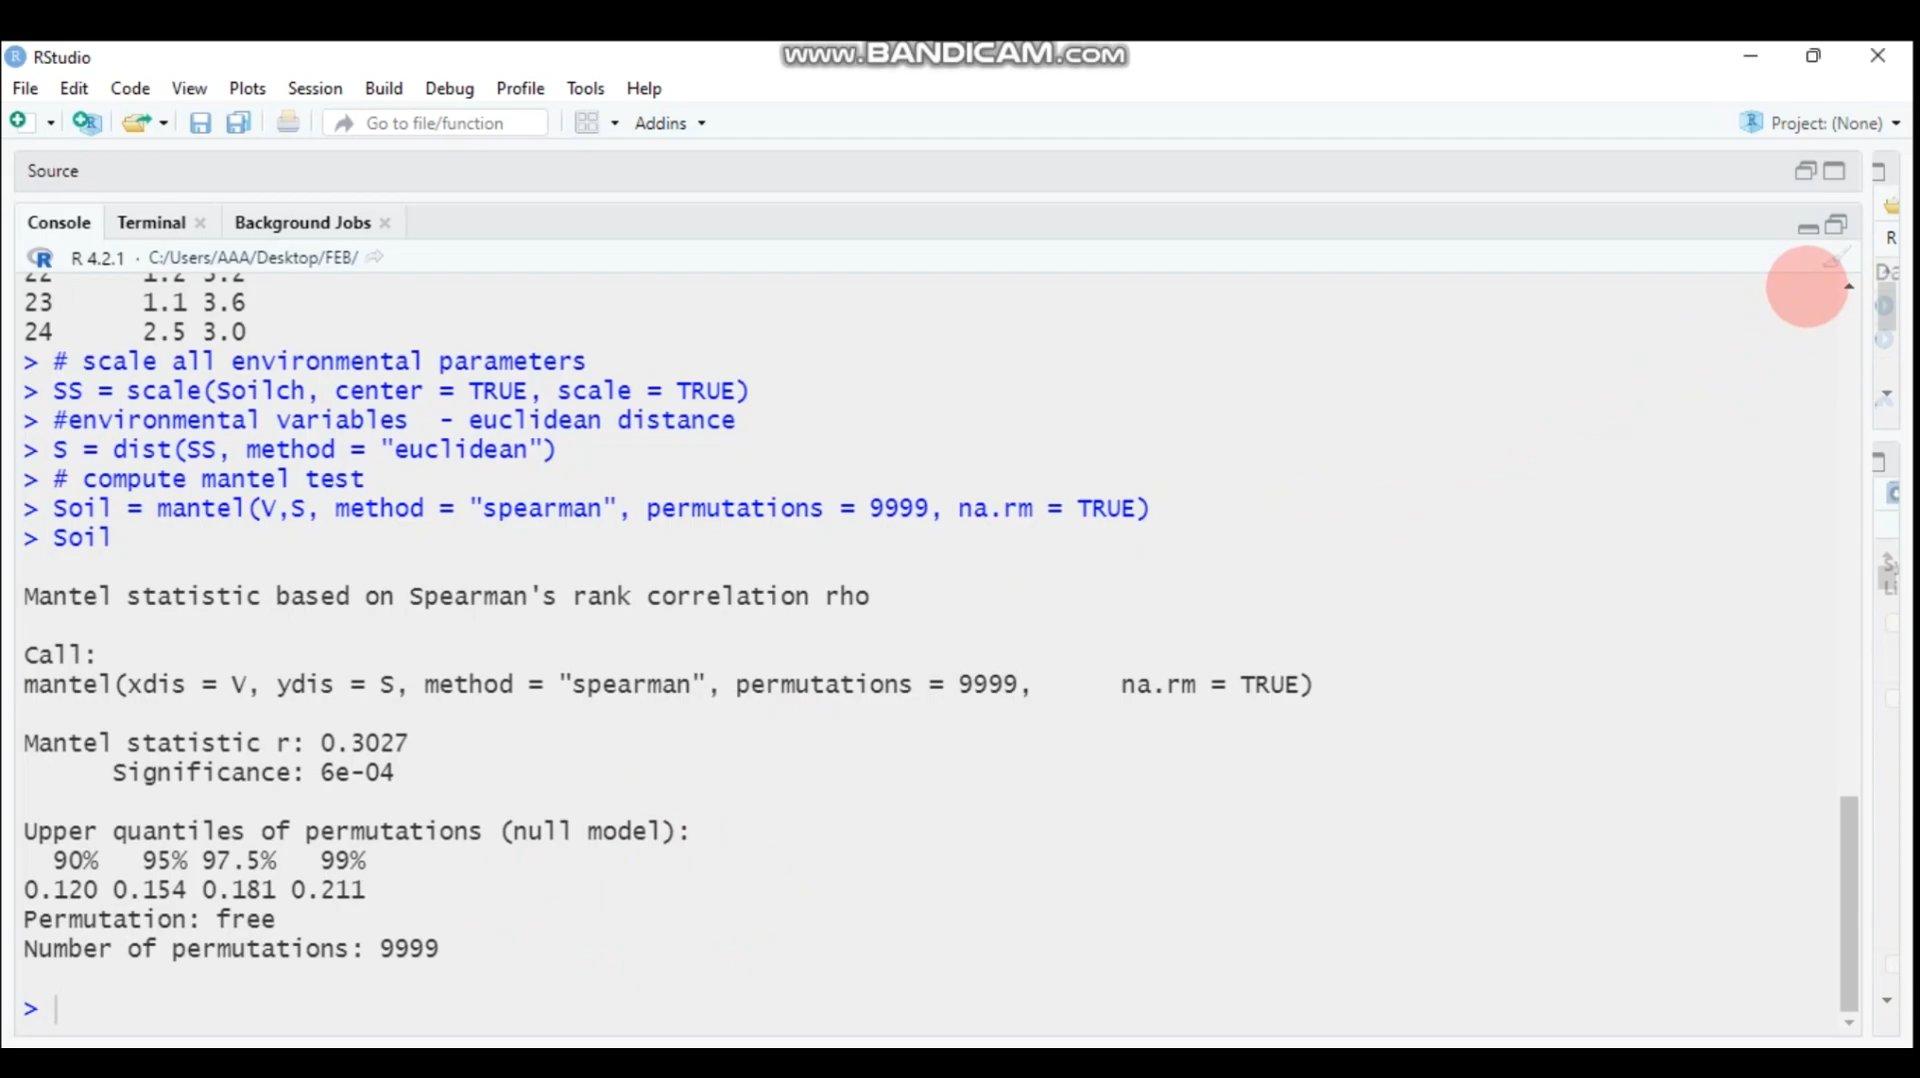 www.BANDICAM.com
RStudio
File Edit Code View Plots Session Build Debug Profile Tools Help
Go to file/function Addins Project: (None)
Source
Console Terminal Background Jobs
R 4.2.1 · C:/Users/AAA/Desktop/FEB/
R
22 1.2 3.2
23 1.1 3.6
24 2.5 3.0
> # scale all environmental parameters
> SS = scale(Soilch, center = TRUE, scale = TRUE)
> #environmental variables  - euclidean distance
> S = dist(SS, method = "euclidean")
> # compute mantel test
> Soil = mantel(V,S, method = "spearman", permutations = 9999, na.rm = TRUE)
> Soil
Mantel statistic based on Spearman's rank correlation rho
Call:
mantel(xdis = V, ydis = S, method = "spearman", permutations = 9999,      na.rm = TRUE)
Mantel statistic r: 0.3027
Significance: 6e-04
Upper quantiles of permutations (null model):
90% 95% 97.5% 99%
0.120 0.154 0.181 0.211
Permutation: free
Number of permutations: 9999
>